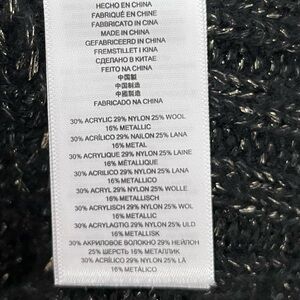 HECHO EN CHINA
FABRIQUÉ EN CHINE
FABBRICATO IN CINA
MADE IN CHINA
GEFABRICEERD IN CHINA
FREMSTILLET I KINA
СДЕЛАНО В КИТАЕ
FEITO NA CHINA
中国製
中国制造
中國製造
FABRICADO NA CHINA
30% ACRYLIC 29% NYLON 25% WOOL
16% METALLIC
30% ACRÍLICO 29% NAILON 25% LANA
16% METAL
30% ACRYLIQUE 29% NYLON 25% LAINE
16% MÉTALLIQUE
30% ACRILICO 29% NYLON 25% LANA
16% METALLICO
30% ACRYL 29% NYLON 25% WOLLE
16% METALLISCH
30% ACRYLISCH 29% NYLON 25% WOL
16% METALLIC
30% ACRYLAGTIG 29% NYLON 25% ULD
16% METALLISK
30% АКРИЛОВОЕ ВОЛОКНО 29% НЕЙЛОН
25% ШЕРСТЬ 16% МЕТАЛЛИК
30% ACRÍLICO 29% NYLON 25% LÃ
16% METÁLICO